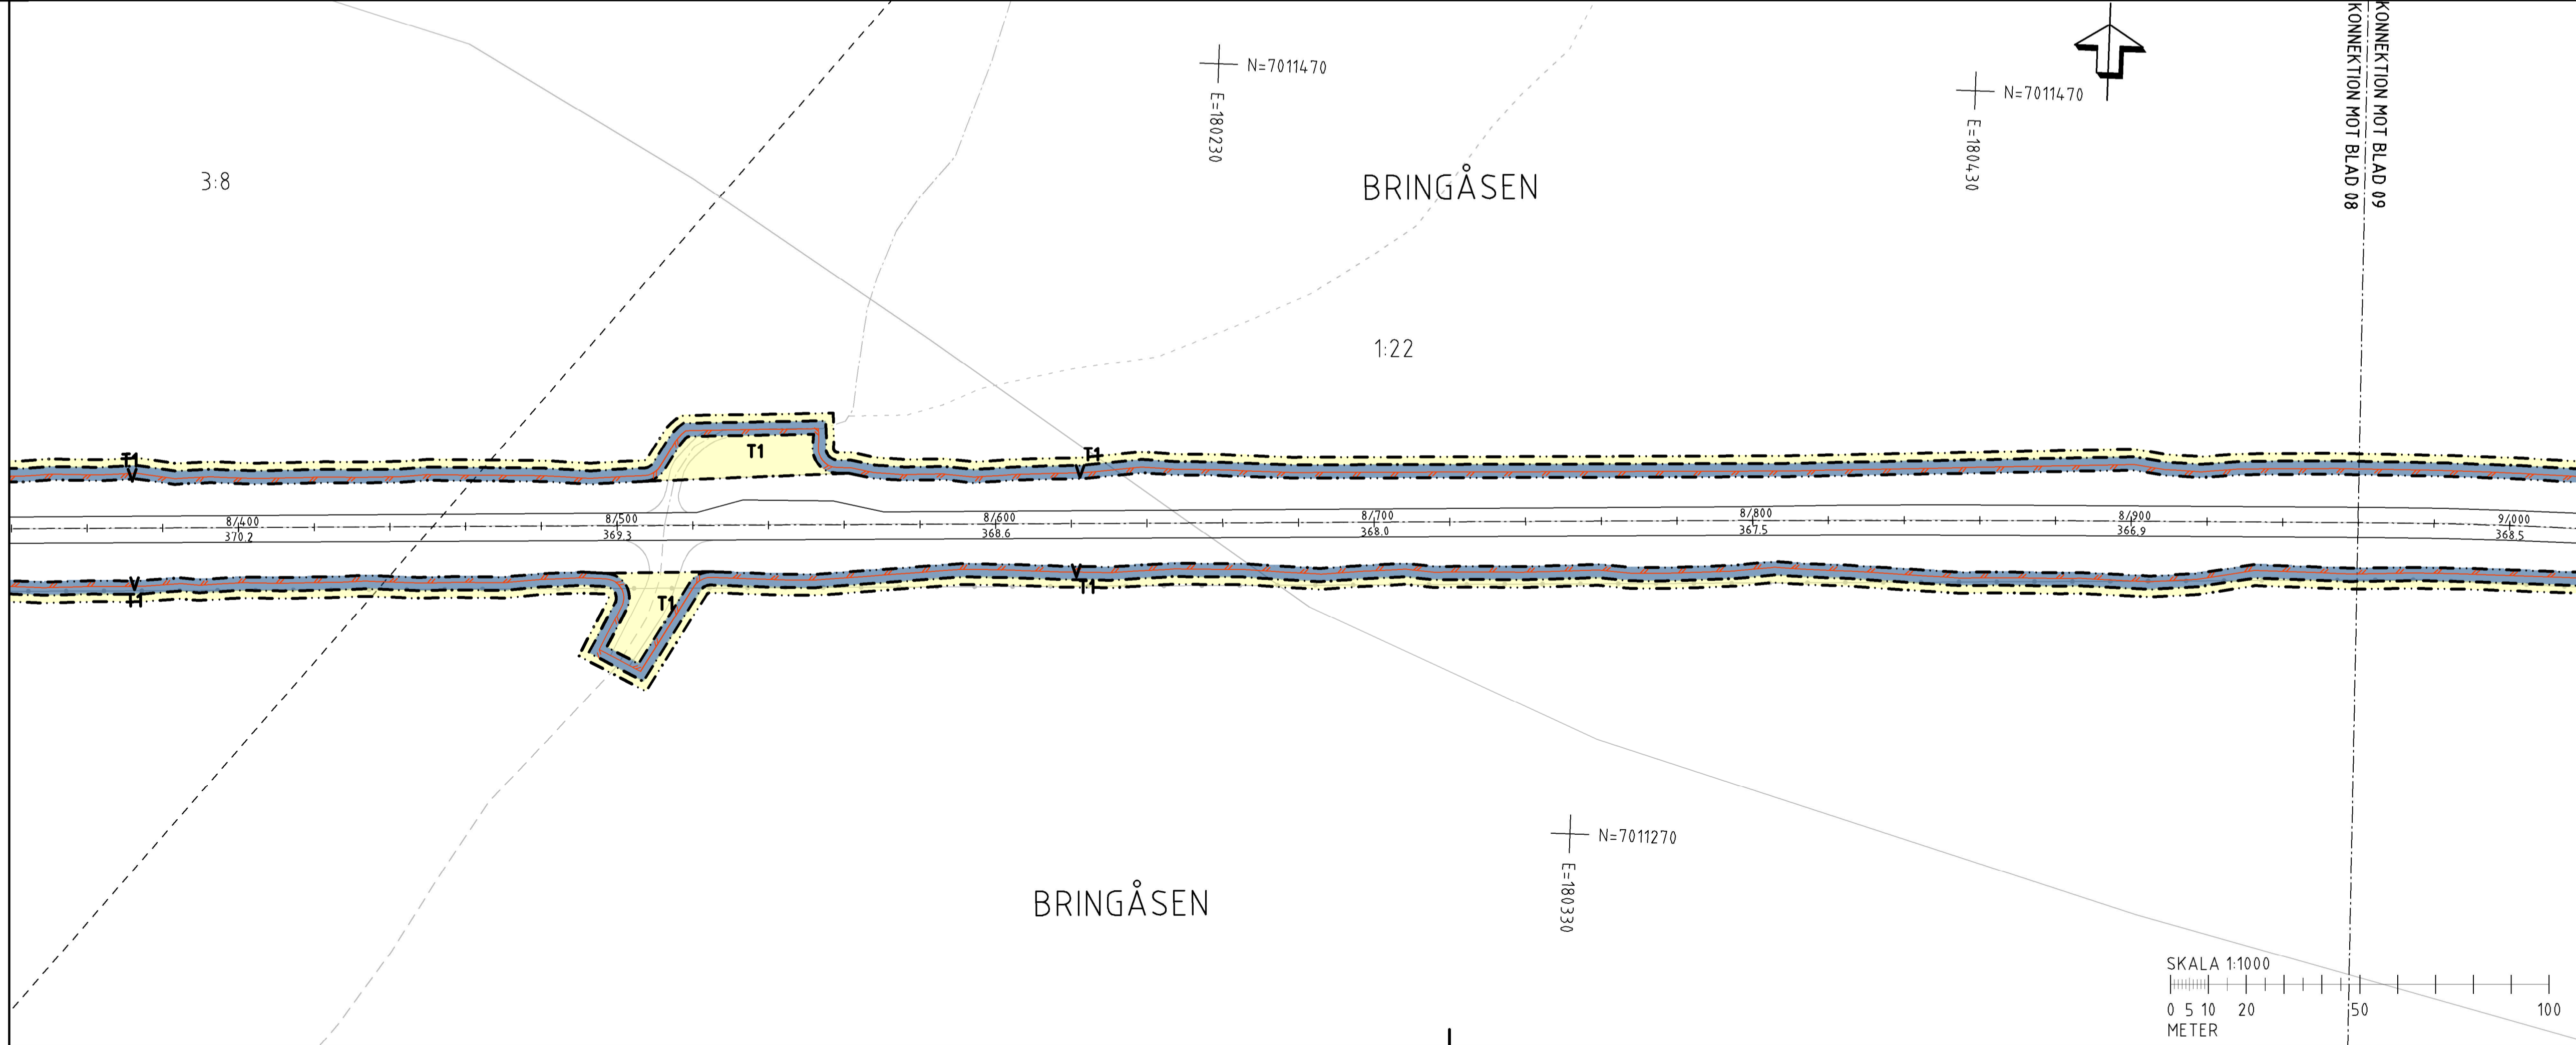 KONNEKTION MOT BLAD 08
KONNEKTION MOT BLAD 09
N=7011470
E=180230
N=7011470
E=180430
3:8
BRINGÅSEN
1:22
T1
V
T1
T1
V
8/400
370.2
8/500
369.3
8/600
368.6
8/700
368.0
8/800
367.5
8/900
366.9
9/000
368.5
V
T1
T1
V
T1
N=7011270
E=180330
BRINGÅSEN
SKALA 1:1000
0 5 10 20 50 100
METER